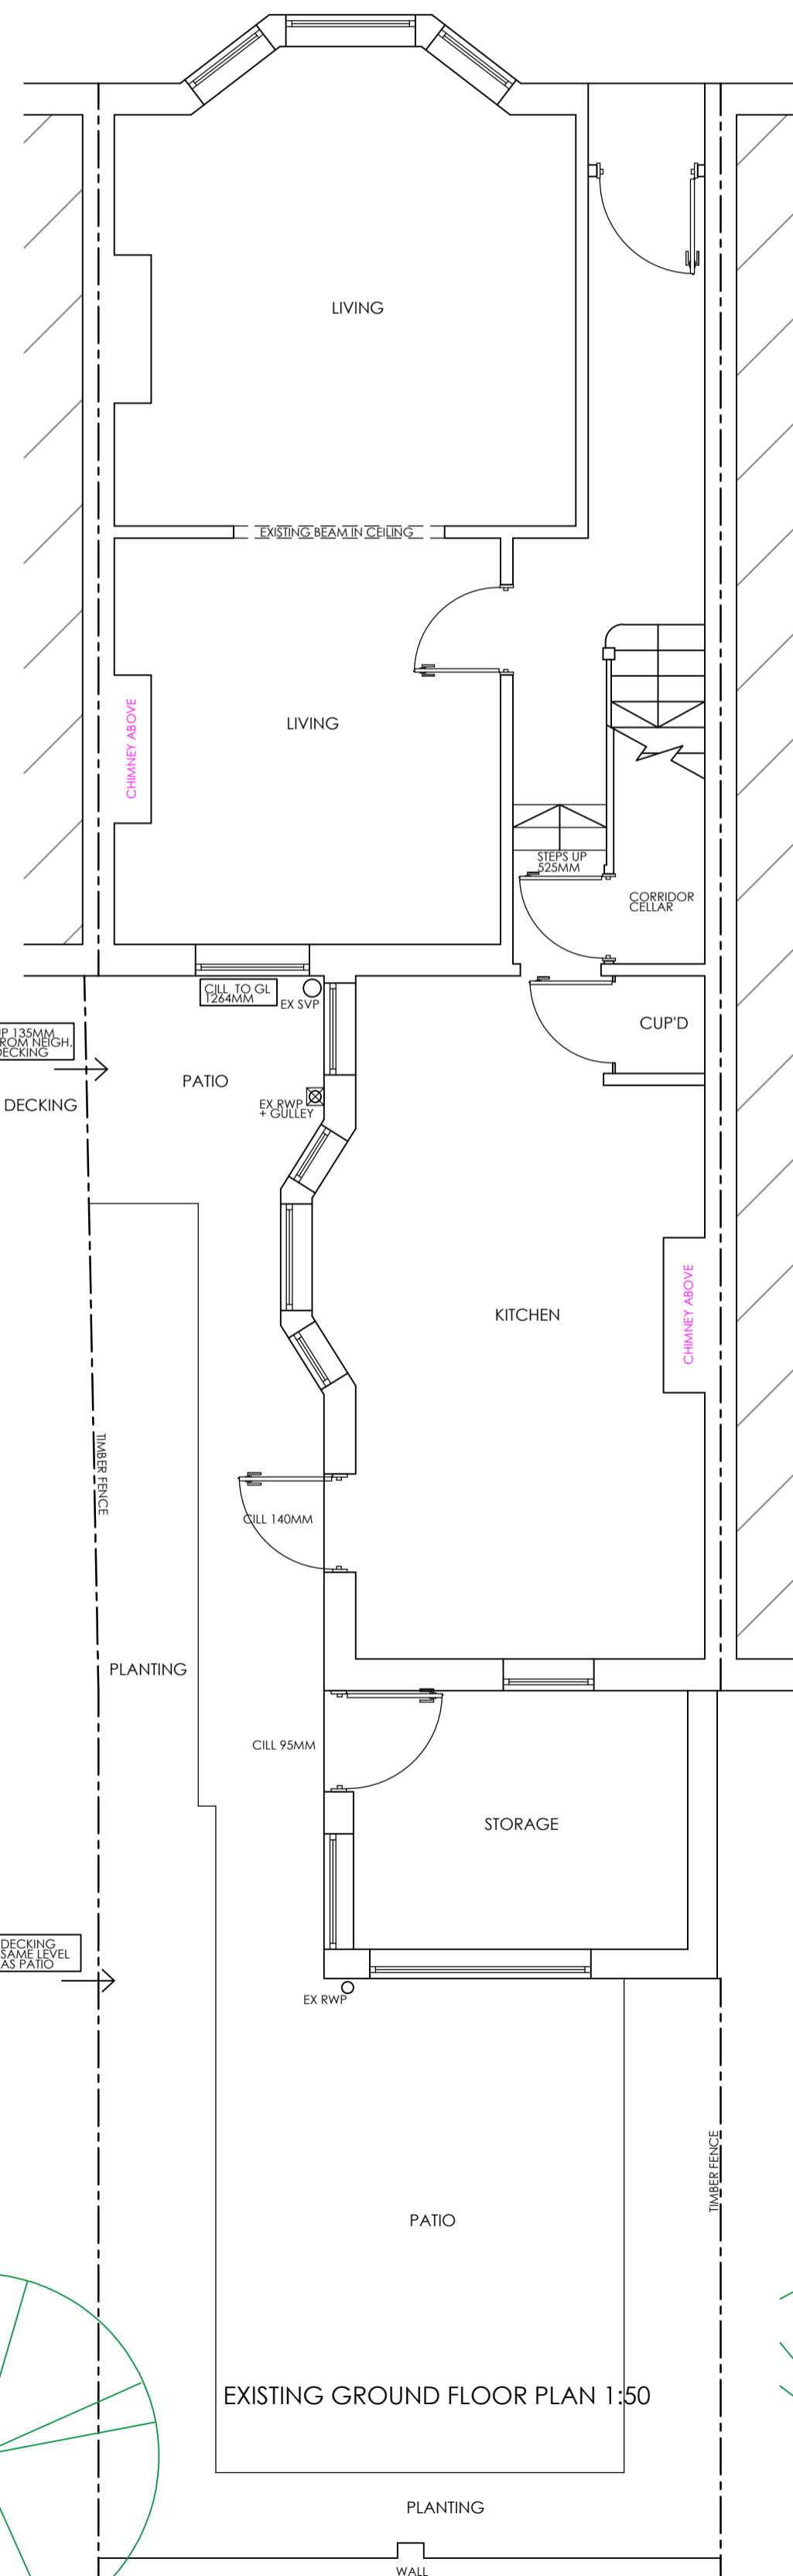 LIVING
EXISTING BEAM IN CEILING
CHIMNEY ABOVE
LIVING
STEPS UP
525MM
CORRIDOR
CELLAR
CILL TO GL
1264MM
EX SVP
CUP'D
135MM
NEIGH.
DECKING
PATIO
DECKING
EX RWP
+ GULLEY
KITCHEN
CHIMNEY ABOVE
TIMBER FENCE
CILL 140MM
PLANTING
CILL 95MM
STORAGE
DECKING
SAME LEVEL
AS PATIO
EX RWP
TIMBER FENCE
PATIO
EXISTING GROUND FLOOR PLAN 1:50
PLANTING
WALL